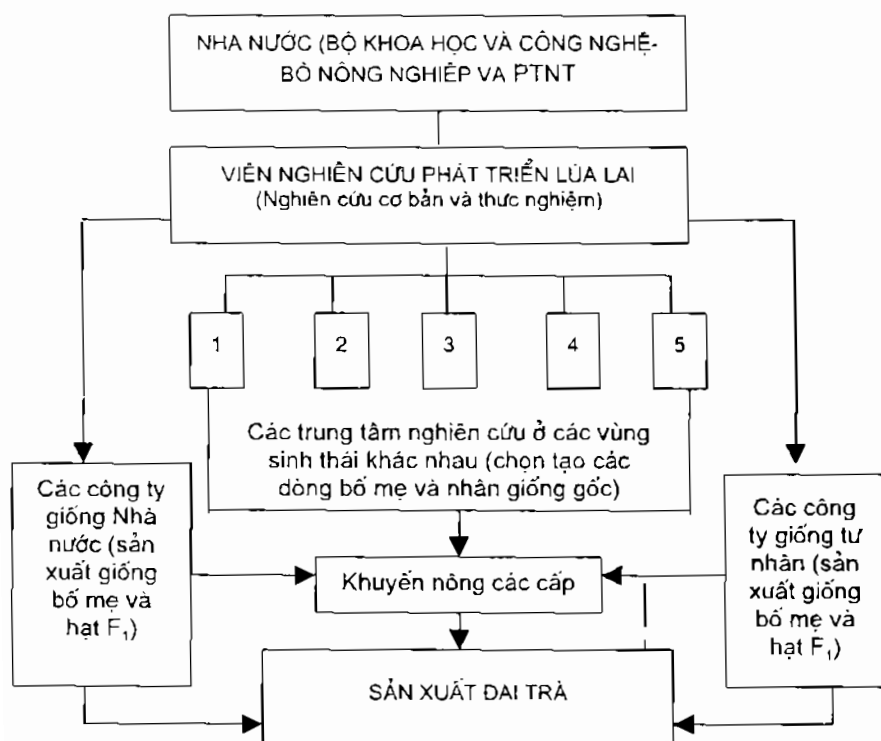 NHA NƯỚC (BỘ KHOA HỌC VÀ CÔNG NGHỆ-
BỘ NÔNG NGHIỆP VA PTNT
VIÊN NGHIÊN CỨU PHÁT TRIỂN LÚA LAI
(Nghiên cứu cơ bản và thực nghiệm)
1
2
3
4
5
Các trung tâm nghiên cứu ở các vùng
sinh thái khác nhau (chọn tạo các
dòng bố mẹ và nhân giống gốc)
Các công ty
giống Nhà
nước (sản
xuất giống
bố mẹ và
hạt F₁)
Khuyến nông các cấp
Các công
ty giống tư
nhân (sản
xuất giống
bố mẹ và
hạt F₁)
SẢN XUẤT ĐAI TRÀ